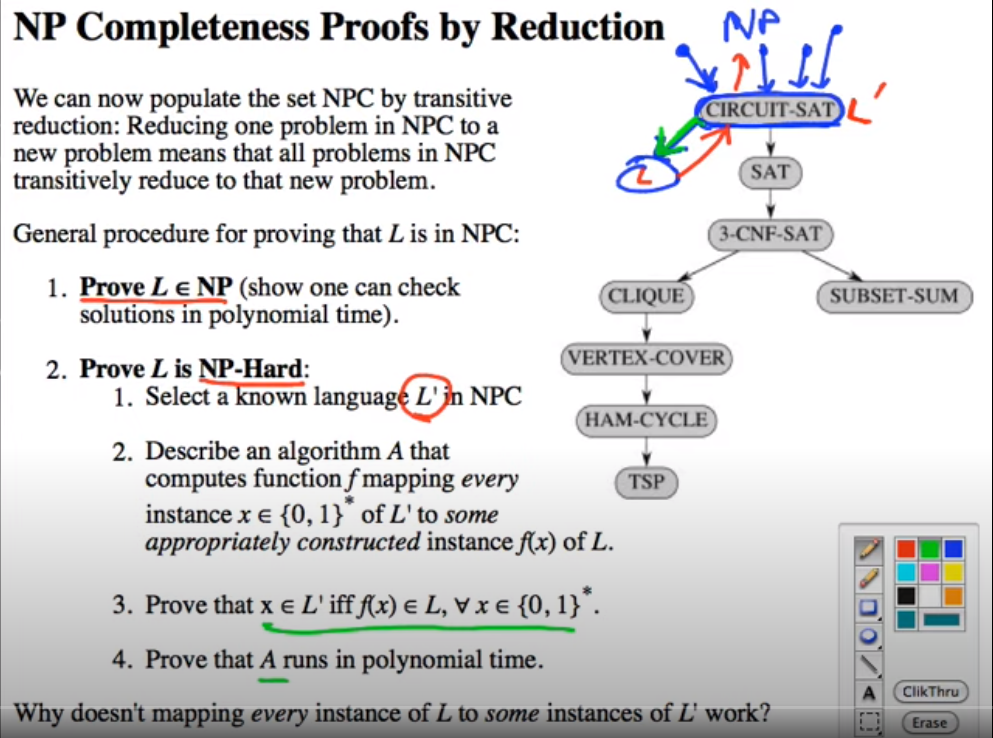 NP Completeness Proofs by Reduction
NP
We can now populate the set NPC by transitive
reduction: Reducing one problem in NPC to a
new problem means that all problems in NPC
transitively reduce to that new problem.
General procedure for proving that L is in NPC:
1. Prove L ∈ NP (show one can check
solutions in polynomial time).
2. Prove L is NP-Hard:
1. Select a known language L' in NPC
2. Describe an algorithm A that
computes function f mapping every
instance x ∈ {0, 1}* of L' to some
appropriately constructed instance f(x) of L.
3. Prove that x ∈ L' iff f(x) ∈ L, ∀ x ∈ {0, 1}*.
4. Prove that A runs in polynomial time.
Why doesn't mapping every instance of L to some instances of L' work?
CIRCUIT-SAT L'
L
SAT
3-CNF-SAT
CLIQUE
SUBSET-SUM
VERTEX-COVER
HAM-CYCLE
TSP
A
ClikThru
Erase